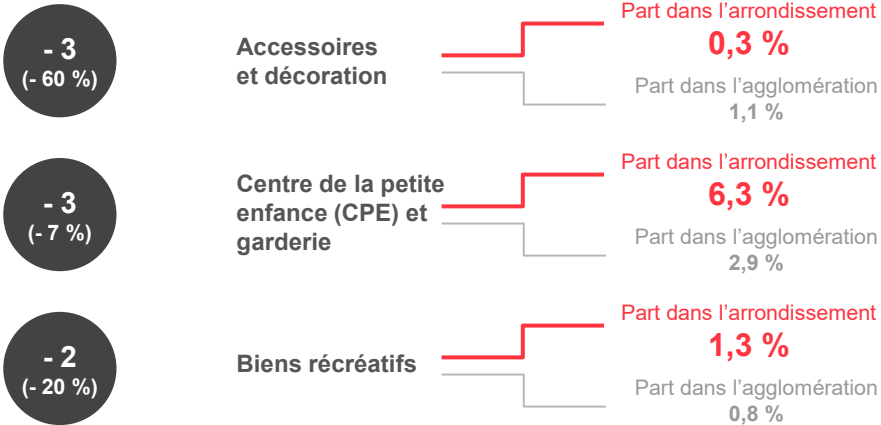 - 3
(- 60 %)
Accessoires
et décoration
Part dans l’arrondissement
0,3 %
Part dans l’agglomération
1,1 %
- 3
(- 7 %)
Centre de la petite
enfance (CPE) et
garderie
Part dans l’arrondissement
6,3 %
Part dans l’agglomération
2,9 %
- 2
(- 20 %)
Biens récréatifs
Part dans l’arrondissement
1,3 %
Part dans l’agglomération
0,8 %